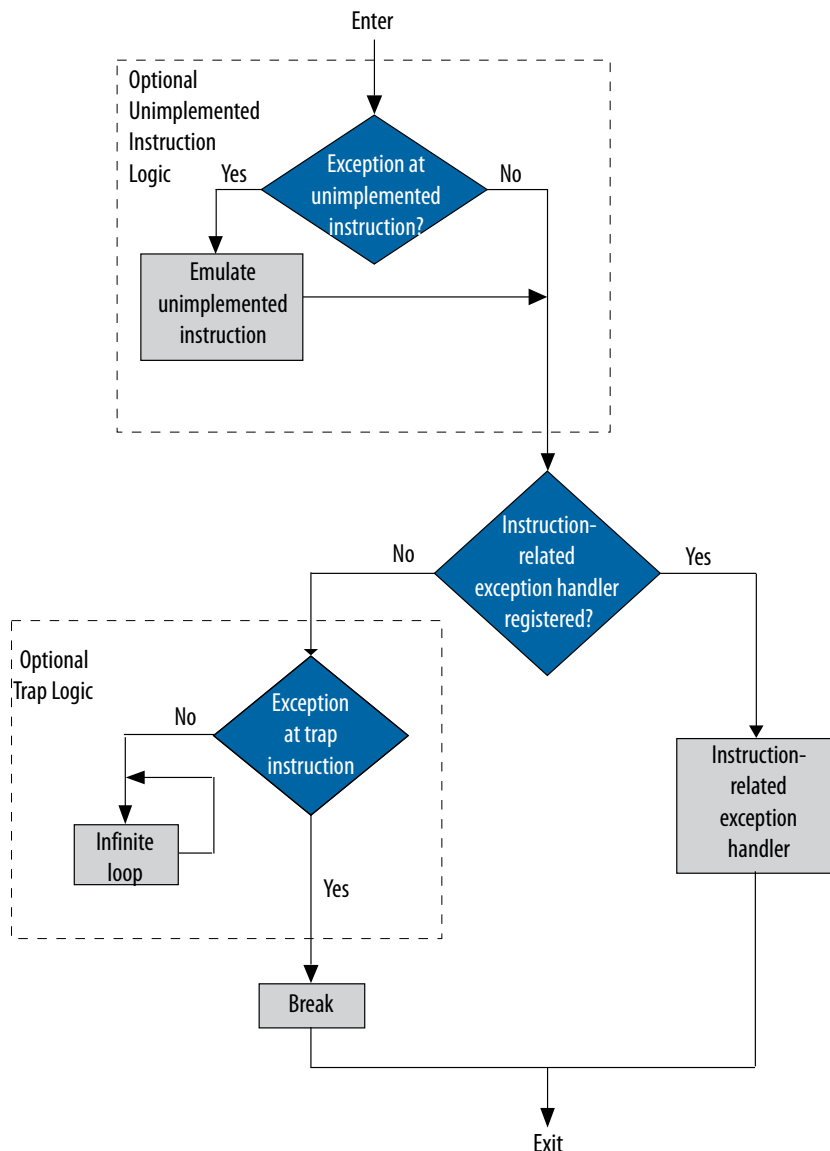 Enter
Optional
Unimplemented
Instruction
Logic
Exception at
unimplemented
instruction?
Yes
No
Emulate
unimplemented
instruction
Instruction-
related
exception handler
registered?
No
Yes
Optional
Trap Logic
Exception
at trap
instruction
No
Infinite
loop
Yes
Instruction-
related
exception
handler
Break
Exit